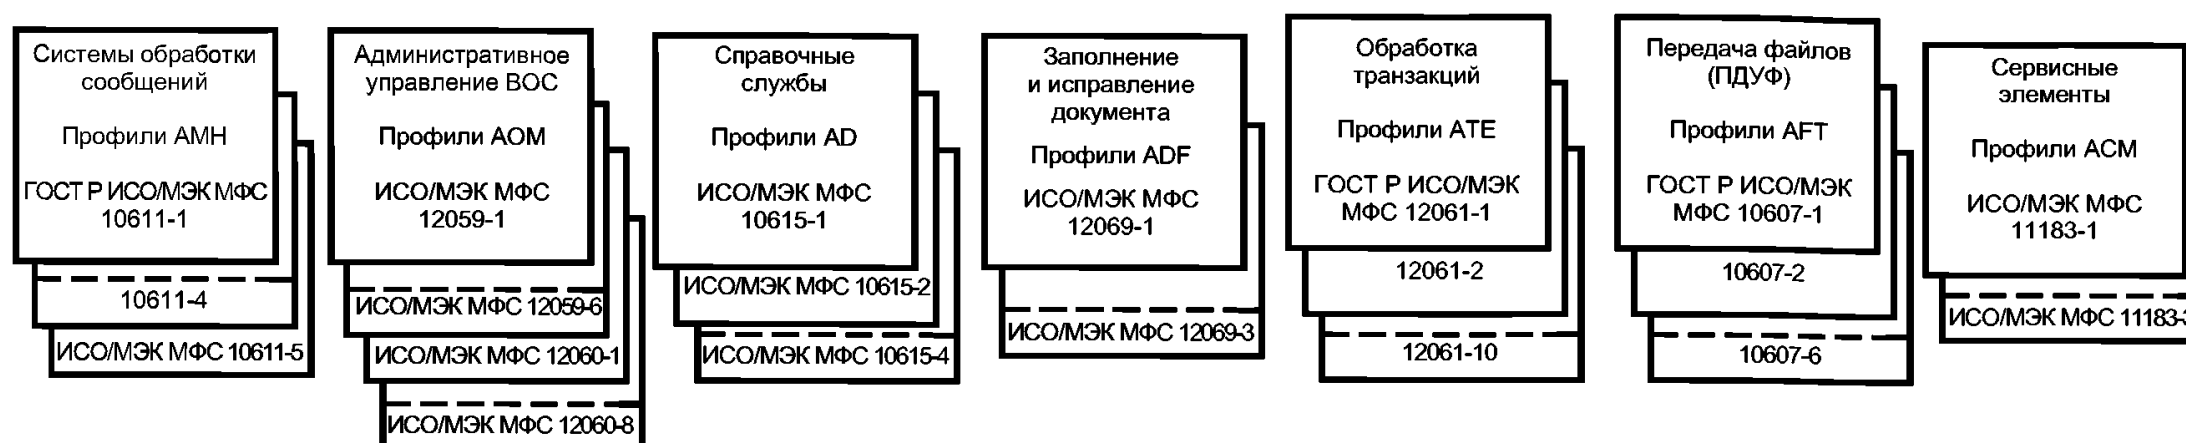 Системы обработки
сообщений
Профили AMH
ГОСТ Р ИСО/МЭК МФС
10611-1
10611-4
ИСО/МЭК МФС 10611-5
Административное
управление ВОС
Профили AOM
ИСО/МЭК МФС
12059-1
ИСО/МЭК МФС 12059-6
ИСО/МЭК МФС 12060-1
ИСО/МЭК МФС 12060-8
Справочные
службы
Профили AD
ИСО/МЭК МФС
10615-1
ИСО/МЭК МФС 10615-2
ИСО/МЭК МФС 10615-4
Заполнение
и исправление
документа
Профили ADF
ИСО/МЭК МФС
12069-1
ИСО/МЭК МФС 12069-3
Обработка
транзакций
Профили ATE
ГОСТ Р ИСО/МЭК
МФС 12061-1
12061-2
12061-10
Передача файлов
(ПДУФ)
Профили AFT
ГОСТ Р ИСО/МЭК
МФС 10607-1
10607-2
10607-6
Сервисные
элементы
Профили ACM
ИСО/МЭК МФС
11183-1
ИСО/МЭК МФС 11183-3